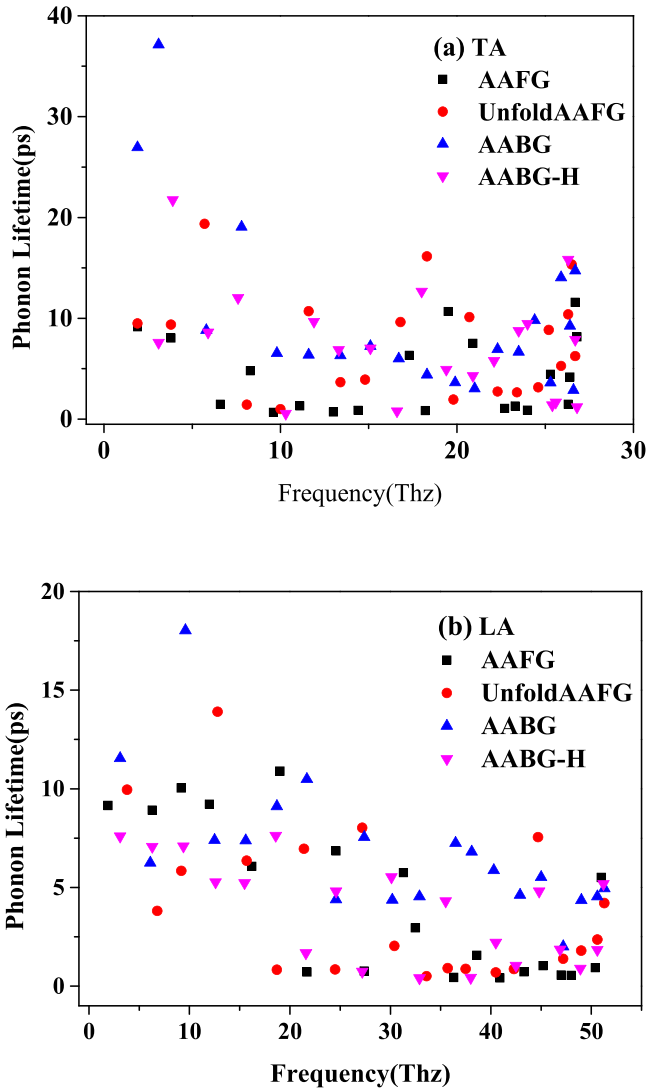 40
30
20
10
0
Phonon Lifetime(ps)
(a) TA
AAFG
UnfoldAAFG
AABG
AABG-H
0 10 20 30
Frequency(Thz)
20
15
10
5
0
Phonon Lifetime(ps)
(b) LA
AAFG
UnfoldAAFG
AABG
AABG-H
0 10 20 30 40 50
Frequency(Thz)